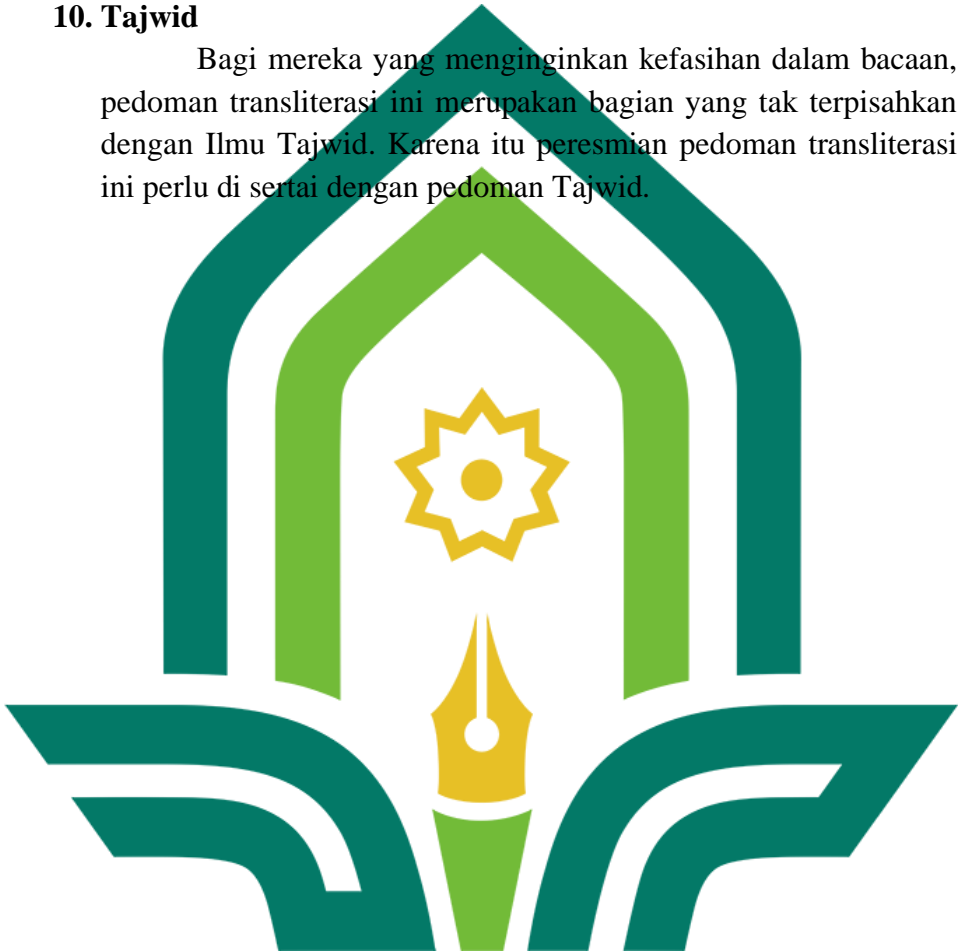 10. Tajwid
Bagi mereka yang menginginkan kefasihan dalam bacaan,
pedoman transliterasi ini merupakan bagian yang tak terpisahkan
dengan Ilmu Tajwid. Karena itu peresmian pedoman transliterasi
ini perlu di sertai dengan pedoman Tajwid.